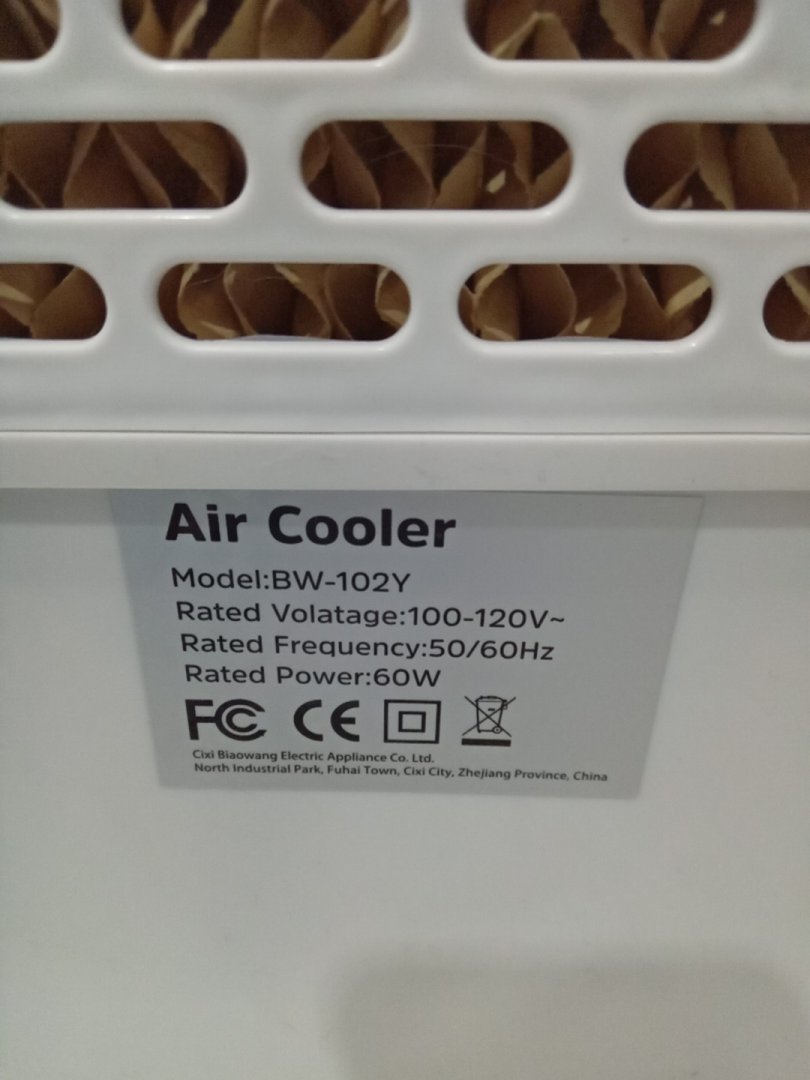 Air Cooler
Model:BW-102Y
Rated Volatage:100-120V~
Rated Frequency:50/60Hz
Rated Power:60W
FC CE
Cixi Biaowang Electric Appliance Co. Ltd.
North Industrial Park, Fuhai Town, Cixi City, Zhejiang Province, China